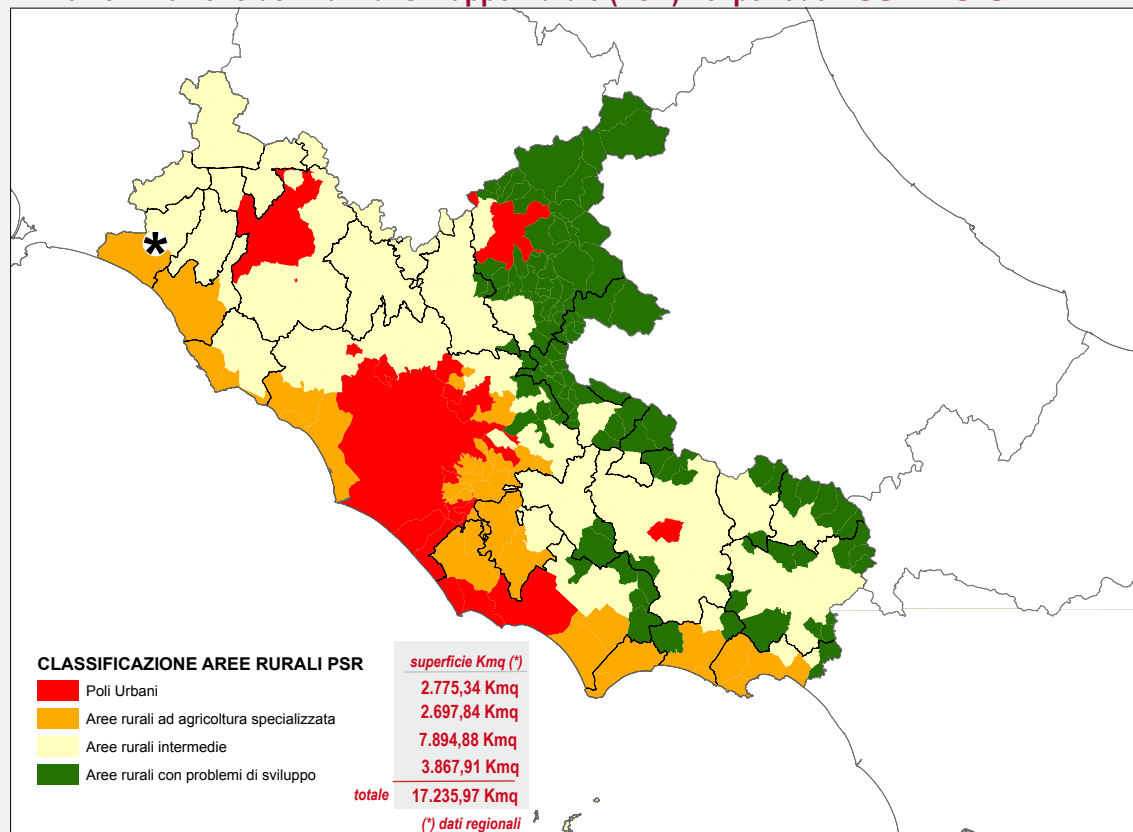 CLASSIFICAZIONE AREE RURALI PSR
superficie Kmq (*)
Poli Urbani
2.775,34 Kmq
Aree rurali ad agricoltura specializzata
2.697,84 Kmq
Aree rurali intermedie
7.894,88 Kmq
Aree rurali con problemi di sviluppo
3.867,91 Kmq
totale 17.235,97 Kmq
(*) dati regionali